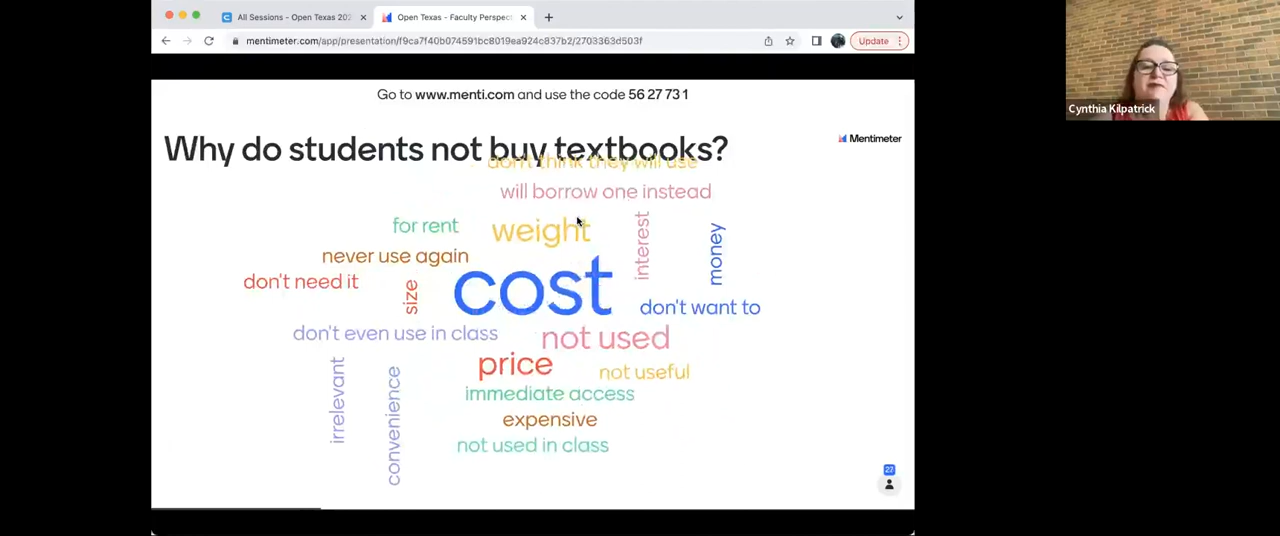 All Sessions - Open Texas 202
Open Texas - Faculty Perspect
mentimeter.com/app/presentation/f9ca7f40b074591bc8019ea924c837b2/2703363d503f
Update
Cynthia Kilpatrick
Go to www.menti.com and use the code 56 27 73 1
Why do students not buy textbooks?
Mentimeter
don't think they will use
will borrow one instead
for rent
weight
interest
money
never use again
don't need it
size
cost
don't want to
don't even use in class
not used
price
not useful
irrelevant
convenience
immediate access
expensive
not used in class
27